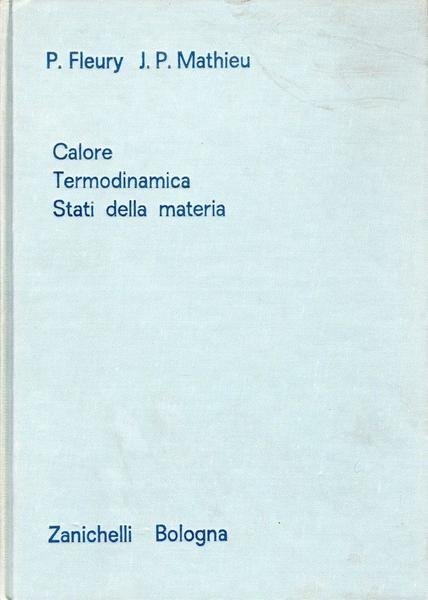 P. Fleury J. P. Mathieu
Calore
Termodinamica
Stati della materia
Zanichelli Bologna